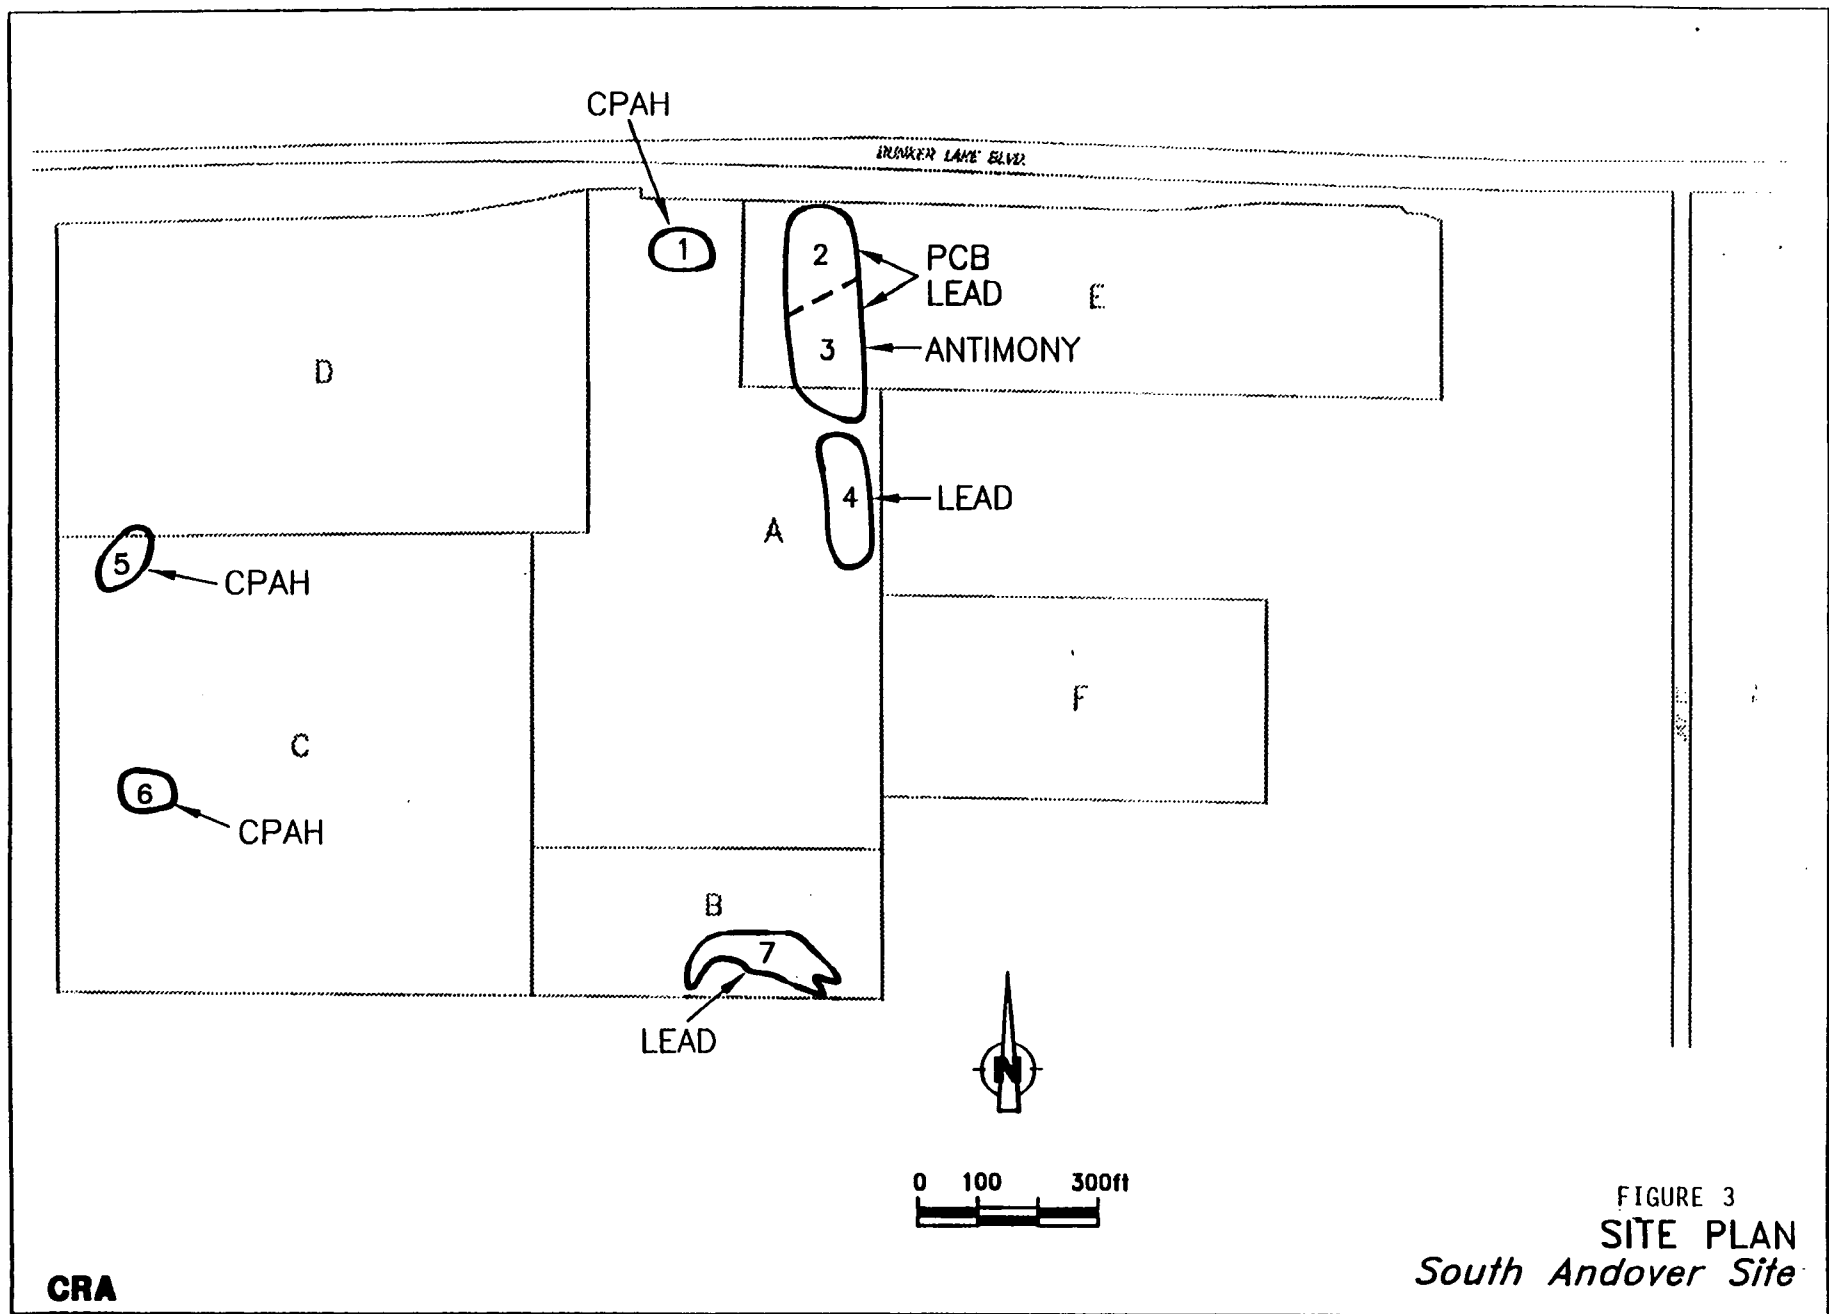 CPAH
BUNKER LAKE BLVD.
1
2
PCB
LEAD
E
3
ANTIMONY
D
4
LEAD
A
5
CPAH
F
C
6
CPAH
B
7
LEAD
N
0 100 300ft
FIGURE 3
SITE PLAN
South Andover Site
CRA